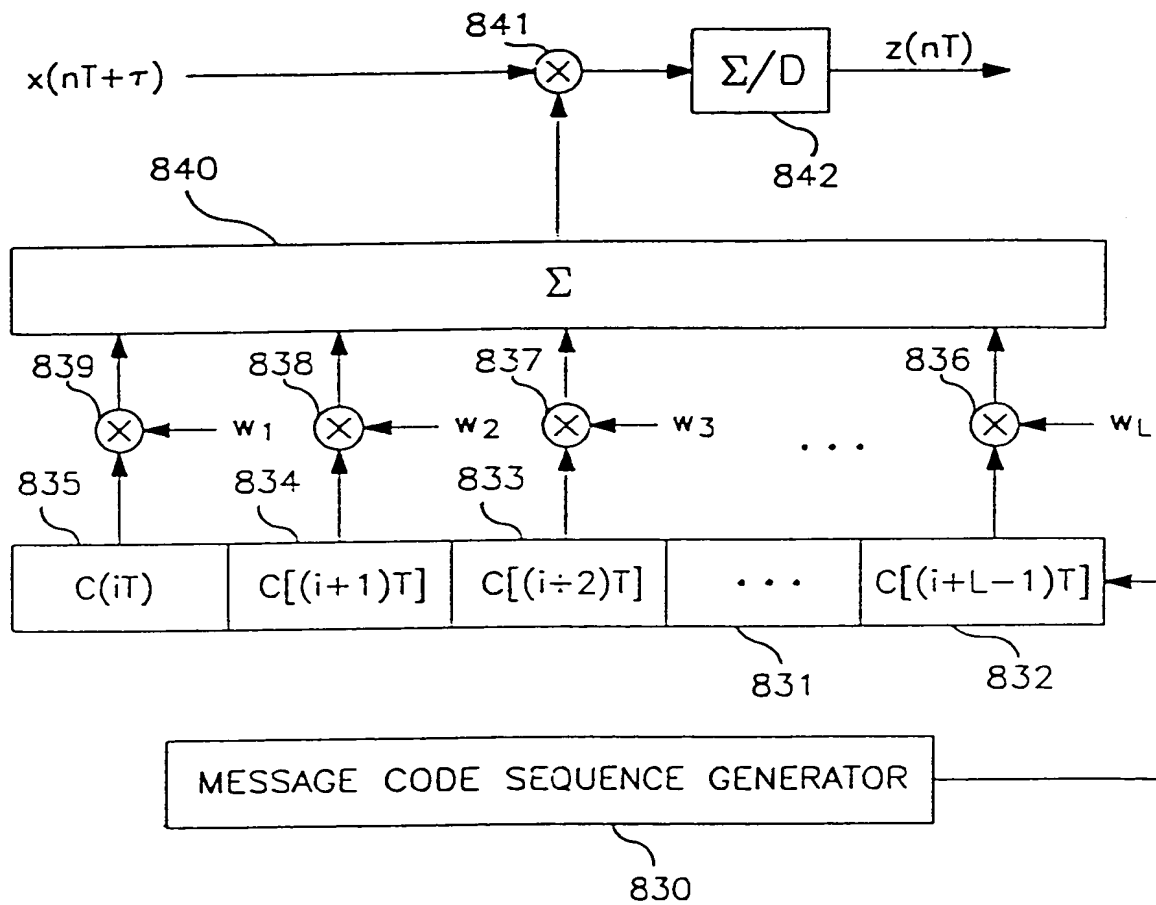 841
x(nT+τ)
Σ/D
z(nT)
842
840
Σ
839
838
837
836
w1
w2
w3
...
wL
835
834
833
C(iT)
C[(i+1)T]
C[(i÷2)T]
...
C[(i+L−1)T]
831
832
MESSAGE CODE SEQUENCE GENERATOR
830